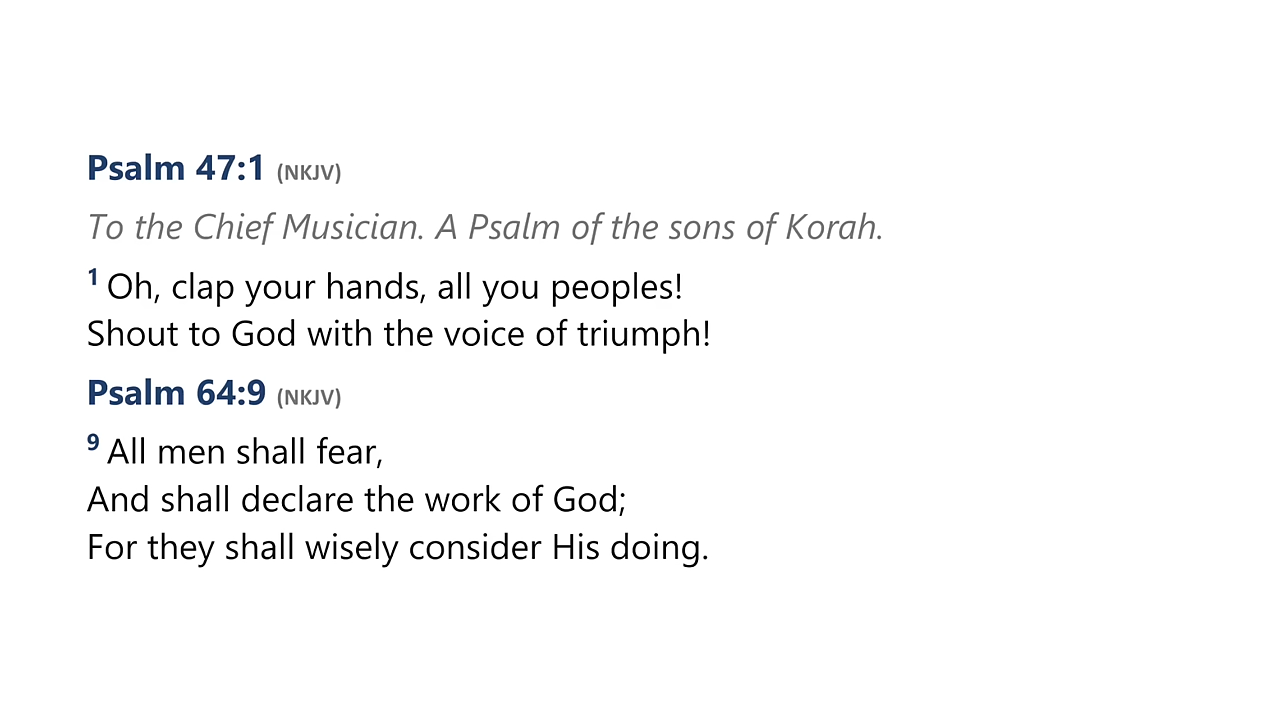 Psalm 47:1 (NKJV)
To the Chief Musician. A Psalm of the sons of Korah.
1 Oh, clap your hands, all you peoples!
Shout to God with the voice of triumph!
Psalm 64:9 (NKJV)
9 All men shall fear,
And shall declare the work of God;
For they shall wisely consider His doing.